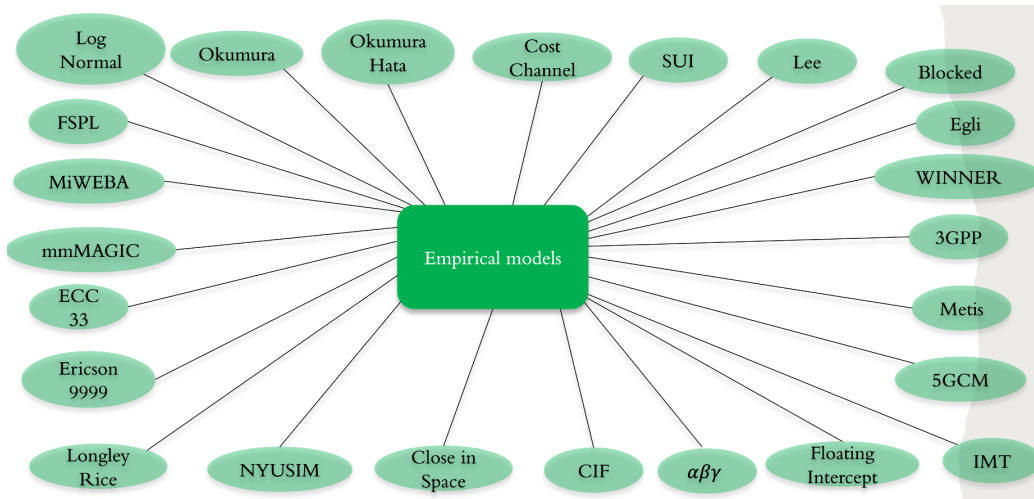 Log
Normal
Okumura
Okumura
Hata
Cost
Channel
SUI
Lee
Blocked
FSPL
Egli
MiWEBA
WINNER
mmMAGIC
3GPP
Empirical models
ECC
33
Metis
Ericson
9999
5GCM
Longley
Rice
NYUSIM
Close in
Space
CIF
αβγ
Floating
Intercept
IMT